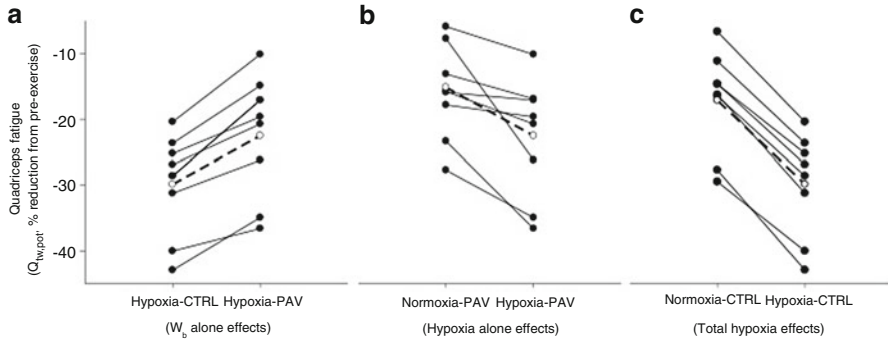 a
b
c
Quadriceps fatigue
(Qtw,pot, % reduction from pre-exercise)
-10
-20
-30
-40
Hypoxia-CTRL Hypoxia-PAV
(Wb alone effects)
Normoxia-PAV Hypoxia-PAV
(Hypoxia alone effects)
Normoxia-CTRL Hypoxia-CTRL
(Total hypoxia effects)